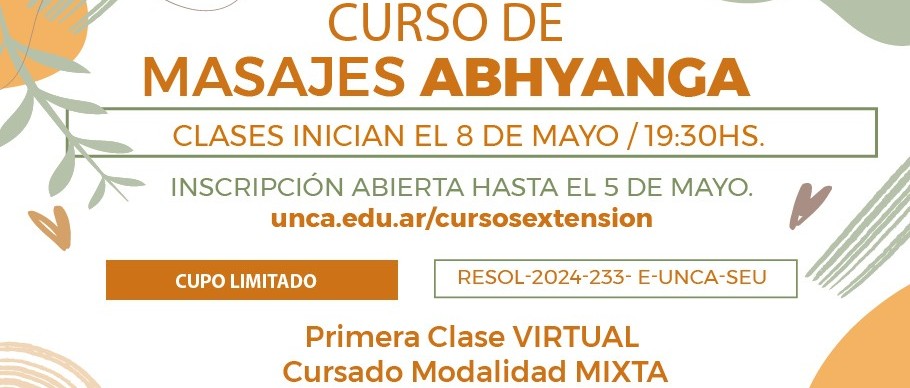 CURSO DE
MASAJES ABHYANGA
CLASES INICIAN EL 8 DE MAYO / 19:30HS.
INSCRIPCIÓN ABIERTA HASTA EL 5 DE MAYO.
unca.edu.ar/cursosextension
CUPO LIMITADO
RESOL-2024-233- E-UNCA-SEU
Primera Clase VIRTUAL
Cursado Modalidad MIXTA